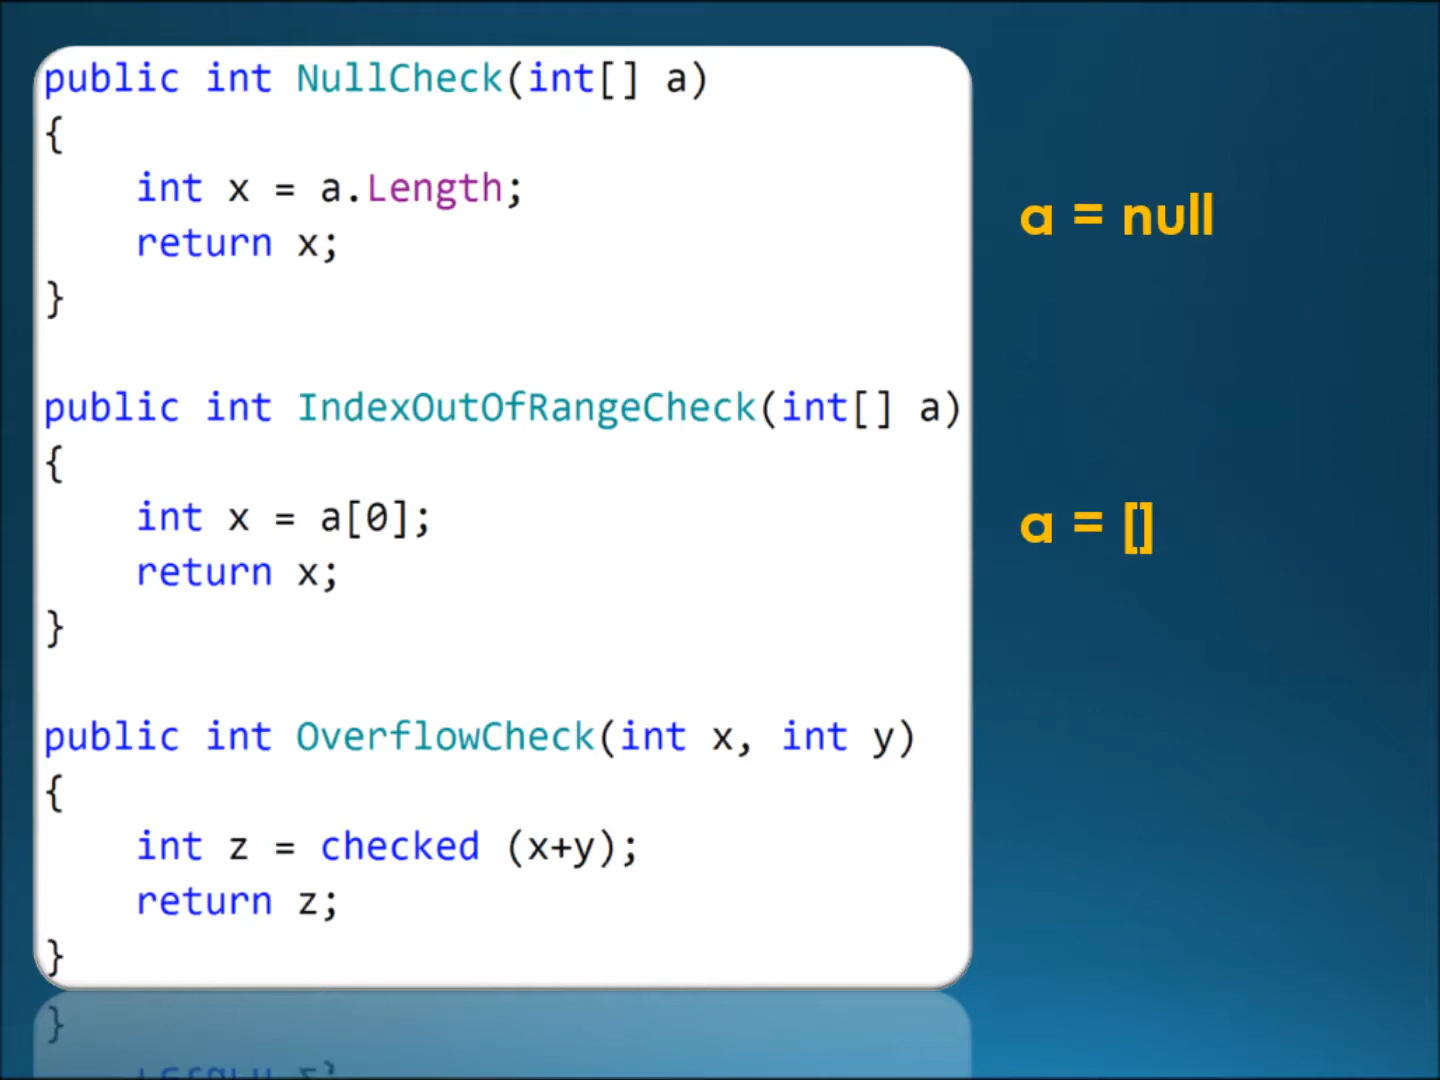 public int NullCheck(int[] a)
{
    int x = a.Length;
    return x;
}
a = null
public int IndexOutOfRangeCheck(int[] a)
{
    int x = a[0];
    return x;
}
a = []
public int OverflowCheck(int x, int y)
{
    int z = checked (x+y);
    return z;
}